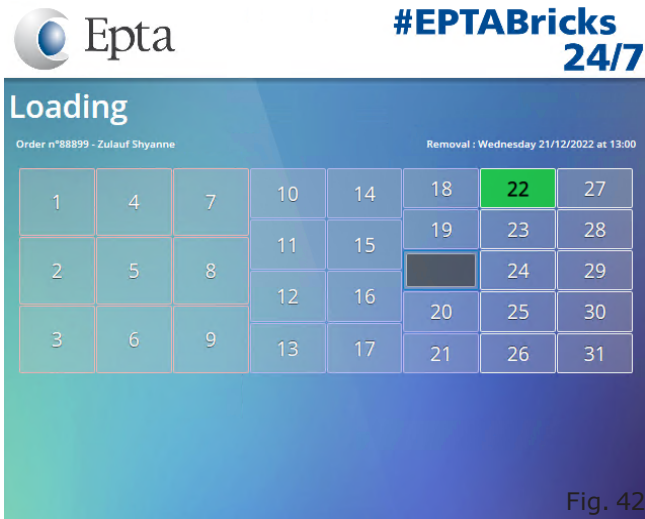 Epta
#EPTABricks
24/7
Loading
Order n°88899 - Zulauf Shyanne
Removal : Wednesday 21/12/2022 at 13:00
1 4 7 10 14 18 22 27
11 15 19 23 28
2 5 8 24 29
12 16 20 25 30
3 6 9 13 17 21 26 31
Fig. 42